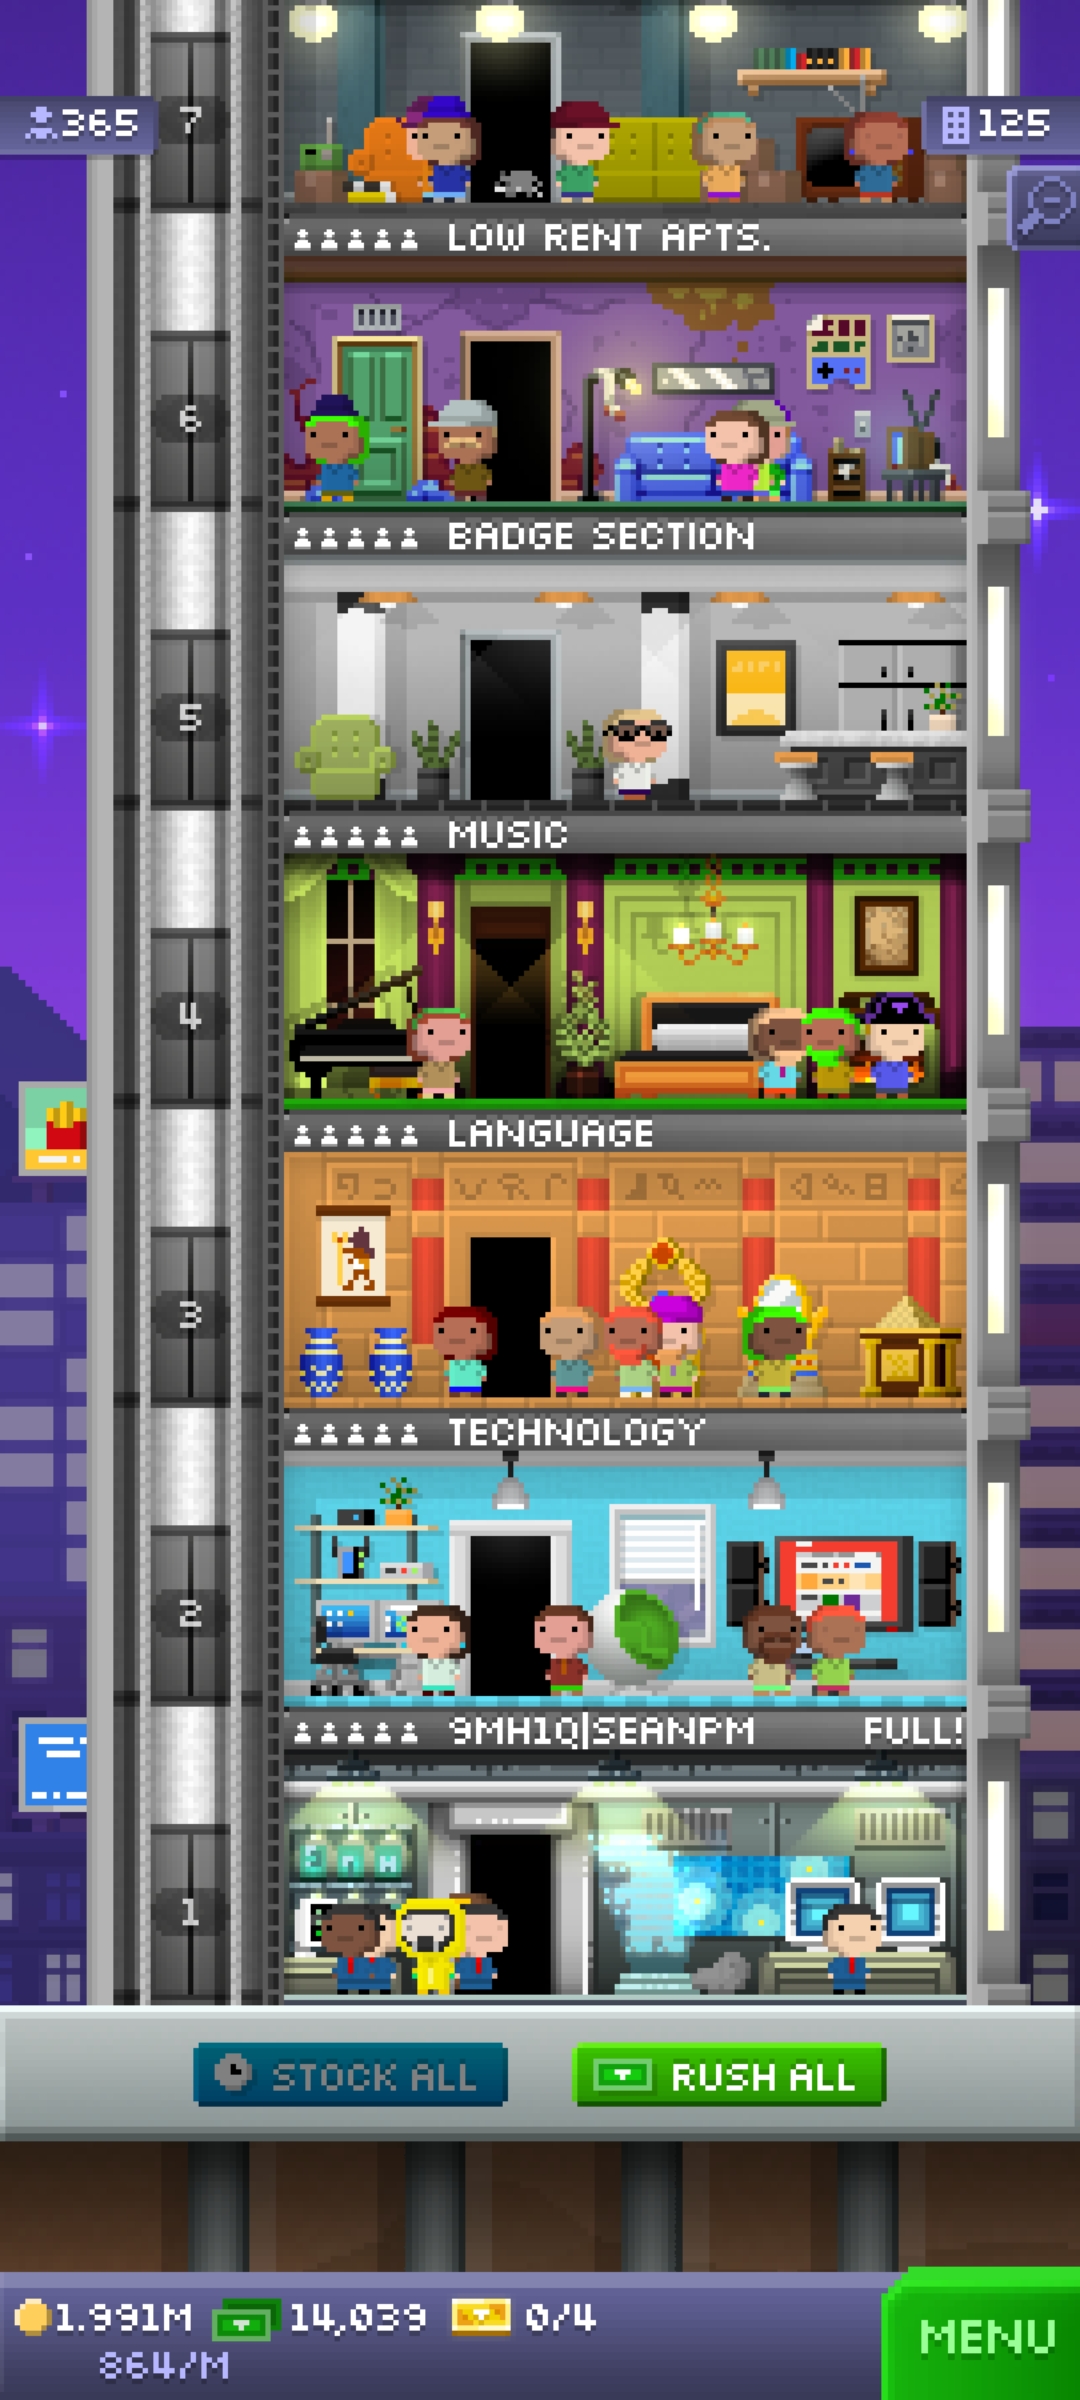 365
7
125
LOW RENT APTS.
6
BADGE SECTION
5
MUSIC
4
LANGUAGE
3
TECHNOLOGY
2
9MH1Q|SEANPM FULL!
1
STOCK ALL
RUSH ALL
1.991M 14,039 0/4
864/M
MENU